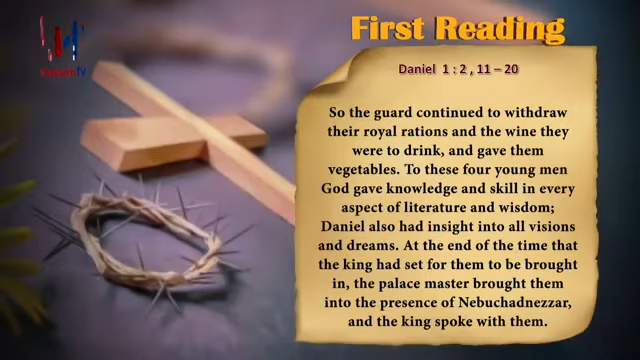 First Reading
Daniel 1 : 2 , 11 – 20
So the guard continued to withdraw
their royal rations and the wine they
were to drink, and gave them
vegetables. To these four young men
God gave knowledge and skill in every
aspect of literature and wisdom;
Daniel also had insight into all visions
and dreams. At the end of the time that
the king had set for them to be brought
in, the palace master brought them
into the presence of Nebuchadnezzar,
and the king spoke with them.